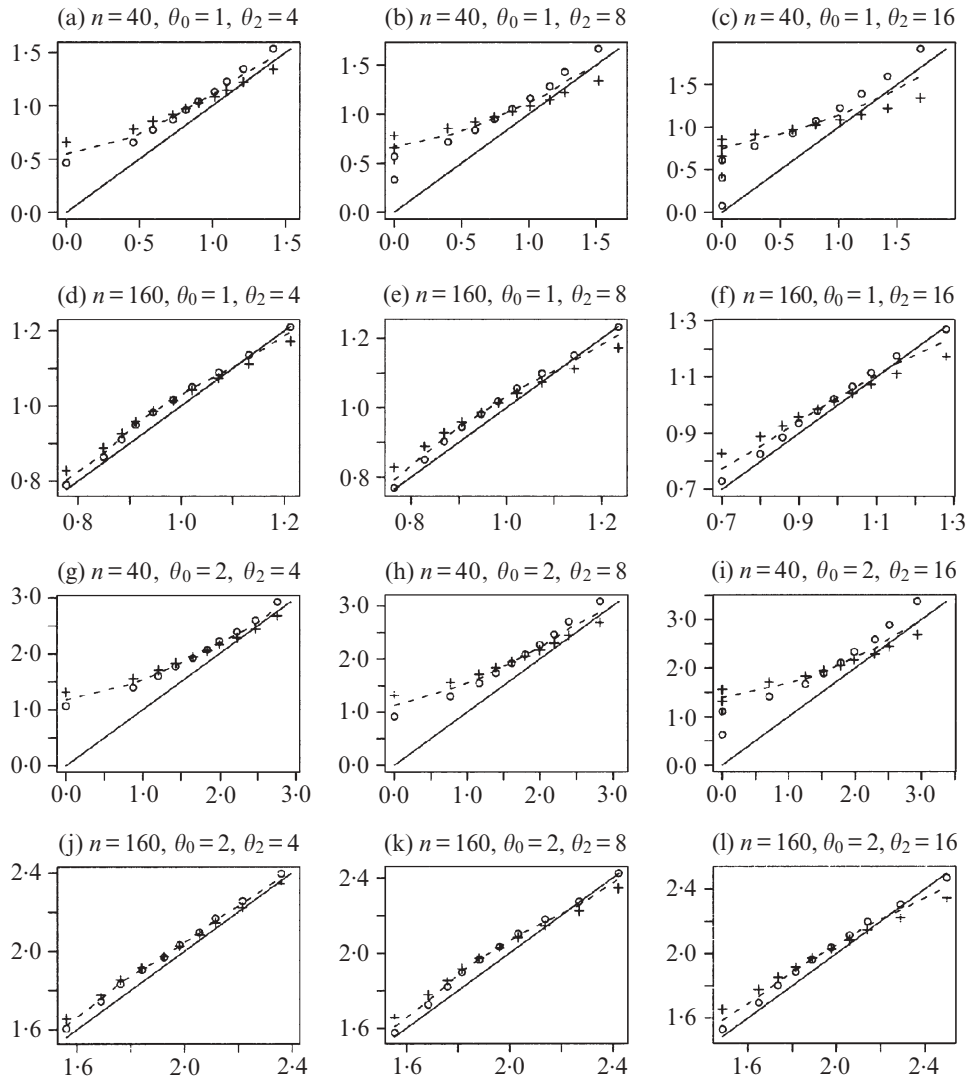 (a) n = 40, θ0 = 1, θ2 = 4
(b) n = 40, θ0 = 1, θ2 = 8
(c) n = 40, θ0 = 1, θ2 = 16
1·5
1·0
0·5
0·0
0·0 0·5 1·0 1·5
1·5
1·0
0·5
0·0
0·0 0·5 1·0 1·5
2·0
1·5
1·0
0·5
0·0
0·0 0·5 1·0 1·5
(d) n = 160, θ0 = 1, θ2 = 4
(e) n = 160, θ0 = 1, θ2 = 8
(f) n = 160, θ0 = 1, θ2 = 16
1·2
1·0
0·8
0·8 1·0 1·2
1·2
1·0
0·8
0·8 1·0 1·2
1·3
1·1
0·9
0·7
0·7 0·9 1·1 1·3
(g) n = 40, θ0 = 2, θ2 = 4
(h) n = 40, θ0 = 2, θ2 = 8
(i) n = 40, θ0 = 2, θ2 = 16
3·0
2·0
1·0
0·0
0·0 1·0 2·0 3·0
3·0
2·0
1·0
0·0
0·0 1·0 2·0 3·0
3·0
2·0
1·0
0·0
0·0 1·0 2·0 3·0
(j) n = 160, θ0 = 2, θ2 = 4
(k) n = 160, θ0 = 2, θ2 = 8
(l) n = 160, θ0 = 2, θ2 = 16
2·4
2·0
1·6
1·6 2·0 2·4
2·4
2·0
1·6
1·6 2·0 2·4
2·4
2·0
1·6
1·6 2·0 2·4